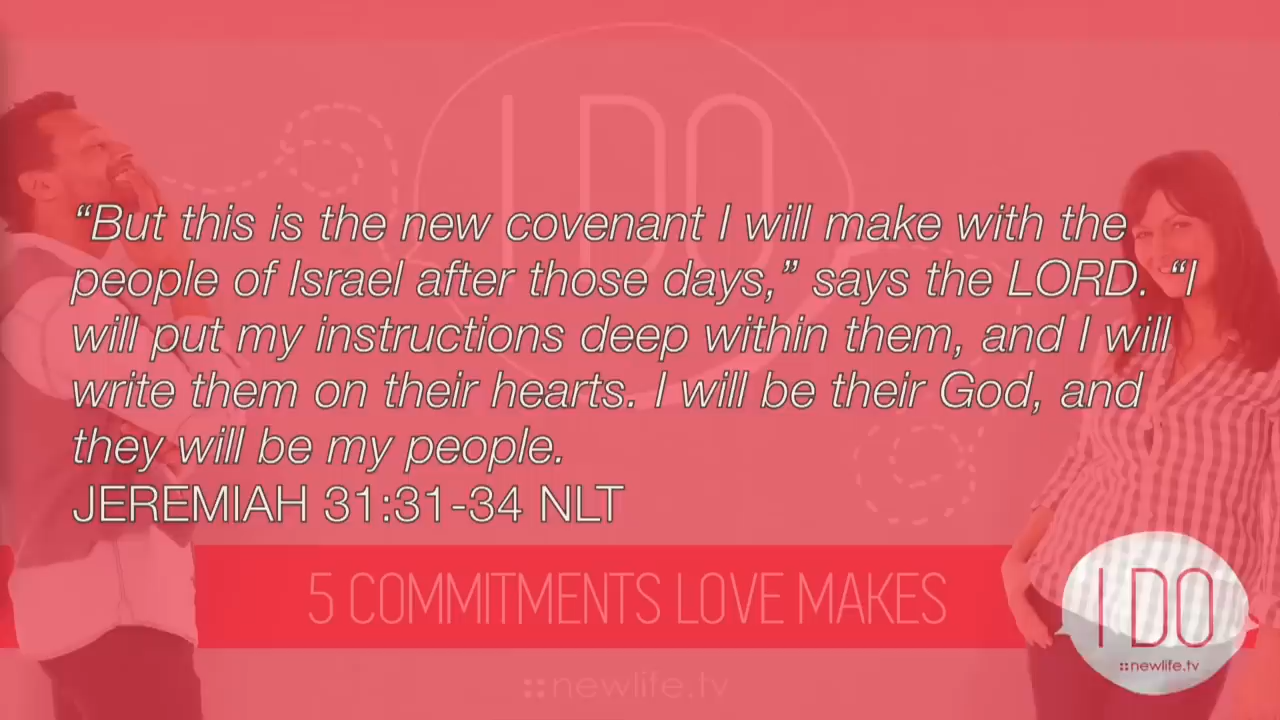 I DO
“But this is the new covenant I will make with the
people of Israel after those days,” says the LORD. “I
will put my instructions deep within them, and I will
write them on their hearts. I will be their God, and
they will be my people.
JEREMIAH 31:31-34 NLT
5 COMMITMENTS LOVE MAKES
I DO
::newlife.tv
::newlife.tv